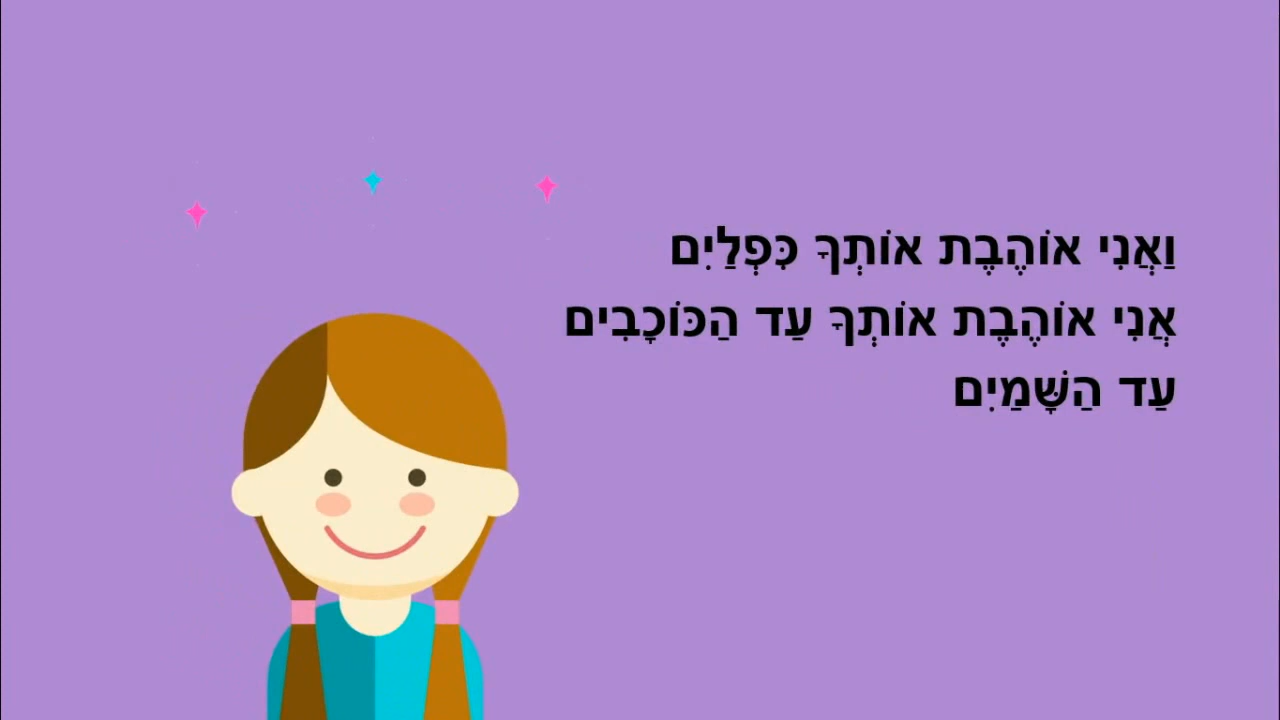 וַאֲנִי אוֹהֶבֶת אוֹתְךָ כִּפְלַיִם
אֲנִי אוֹהֶבֶת אוֹתְךָ עַד הַכּוֹכָבִים
עַד הַשָּׁמַיִם